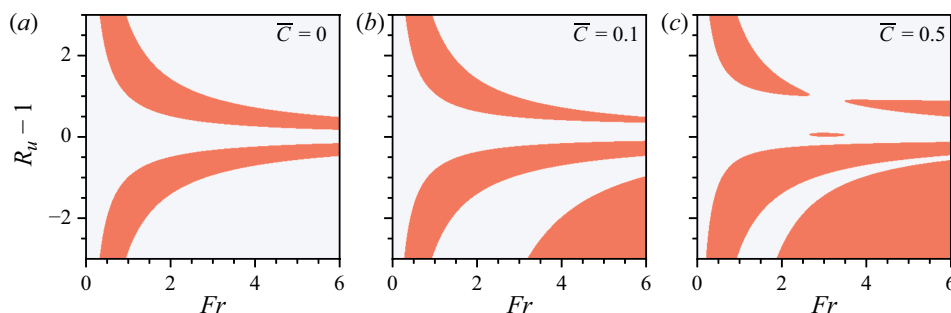 (a) C̅ = 0
(b) C̅ = 0.1
(c) C̅ = 0.5
2
0
−2
R_u − 1
0 2 4 6
0 2 4 6
0 2 4 6
Fr
Fr
Fr